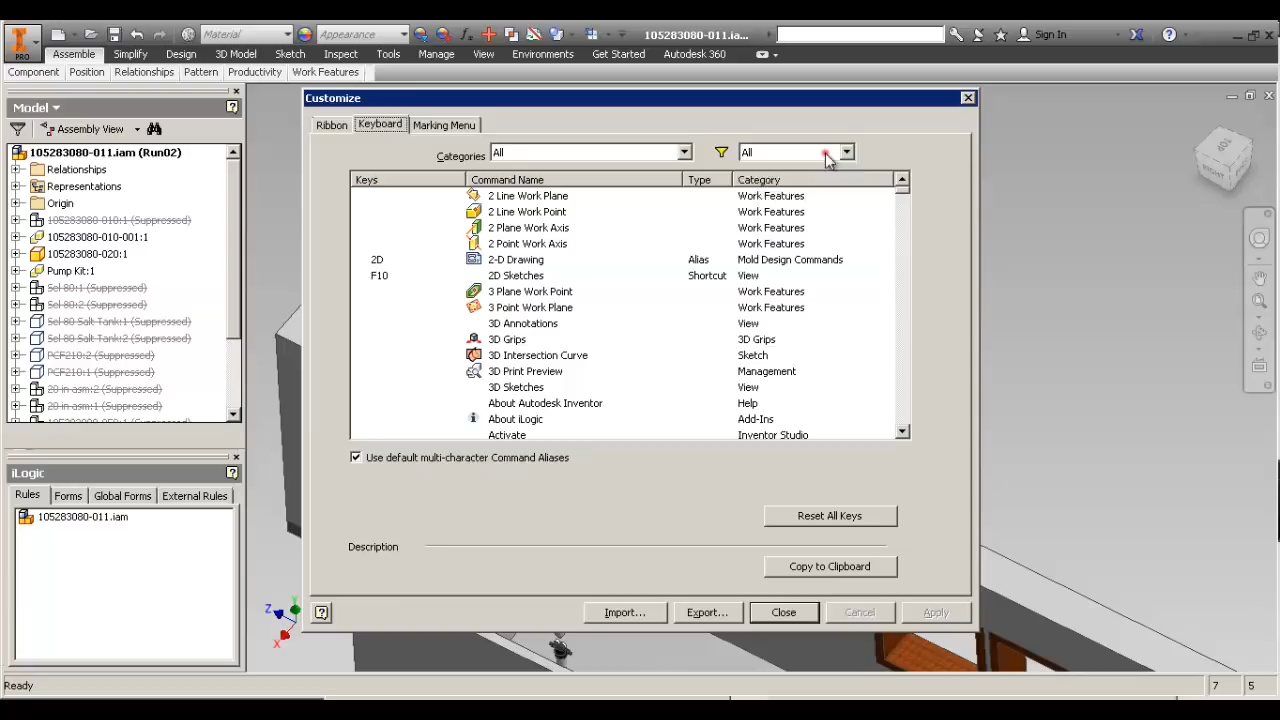 Material
Appearance
105283080-011.ia...
Sign In
PRO
Assemble Simplify Design 3D Model Sketch Inspect Tools Manage View Environments Get Started Autodesk 360
Component Position Relationships Pattern Productivity Work Features
Model
Assembly View
105283080-011.iam (Run02)
Relationships
Representations
Origin
105283080-010:1 (Suppressed)
105283080-010-001:1
105283080-020:1
Pump Kit:1
Sel 80:1 (Suppressed)
Sel 80:2 (Suppressed)
Sel 80 Salt Tank:1 (Suppressed)
Sel 80 Salt Tank:2 (Suppressed)
PCF210:2 (Suppressed)
PCF210:1 (Suppressed)
20 in asm:2 (Suppressed)
20 in asm:1 (Suppressed)
iLogic
Rules Forms Global Forms External Rules
105283080-011.iam
Customize
Ribbon Keyboard Marking Menu
Categories All All
Keys Command Name Type Category
2 Line Work Plane Work Features
2 Line Work Point Work Features
2 Plane Work Axis Work Features
2 Point Work Axis Work Features
2D 2-D Drawing Alias Mold Design Commands
F10 2D Sketches Shortcut View
3 Plane Work Point Work Features
3 Point Work Plane Work Features
3D Annotations View
3D Grips 3D Grips
3D Intersection Curve Sketch
3D Print Preview Management
3D Sketches View
About Autodesk Inventor Help
About iLogic Add-Ins
Activate Inventor Studio
Use default multi-character Command Aliases
Reset All Keys
Description
Copy to Clipboard
Import... Export... Close Cancel Apply
TOP
RIGHT
Z Y X
Ready 7 5